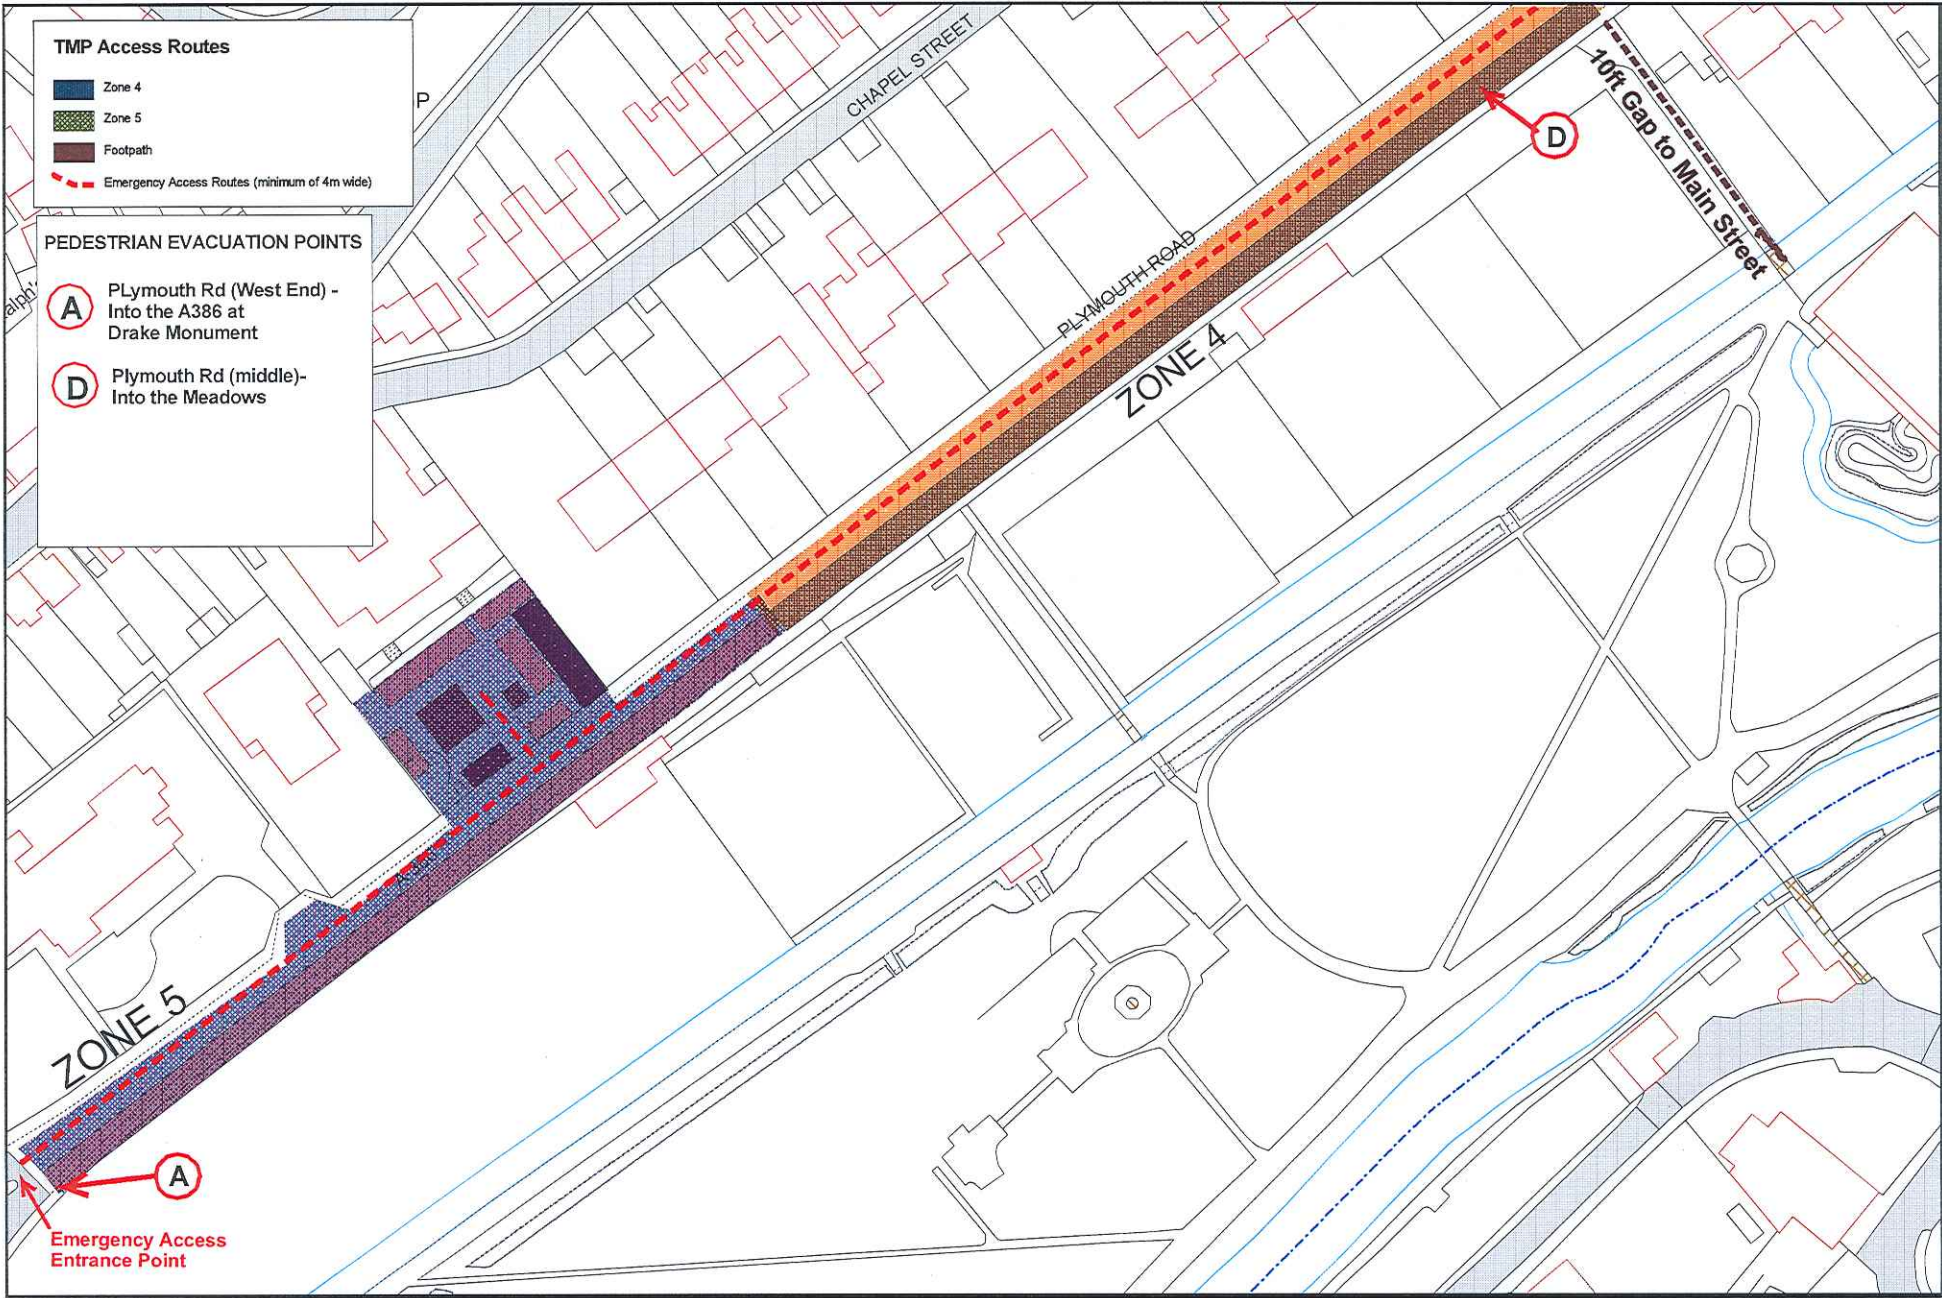 TMP Access Routes
Zone 4
Zone 5
Footpath
Emergency Access Routes (minimum of 4m wide)
PEDESTRIAN EVACUATION POINTS
A
PLymouth Rd (West End) -
Into the A386 at
Drake Monument
D
Plymouth Rd (middle)-
Into the Meadows
P
CHAPEL STREET
D
10ft Gap to Main Street
PLYMOUTH ROAD
ZONE 4
ZONE 5
A
Emergency Access
Entrance Point